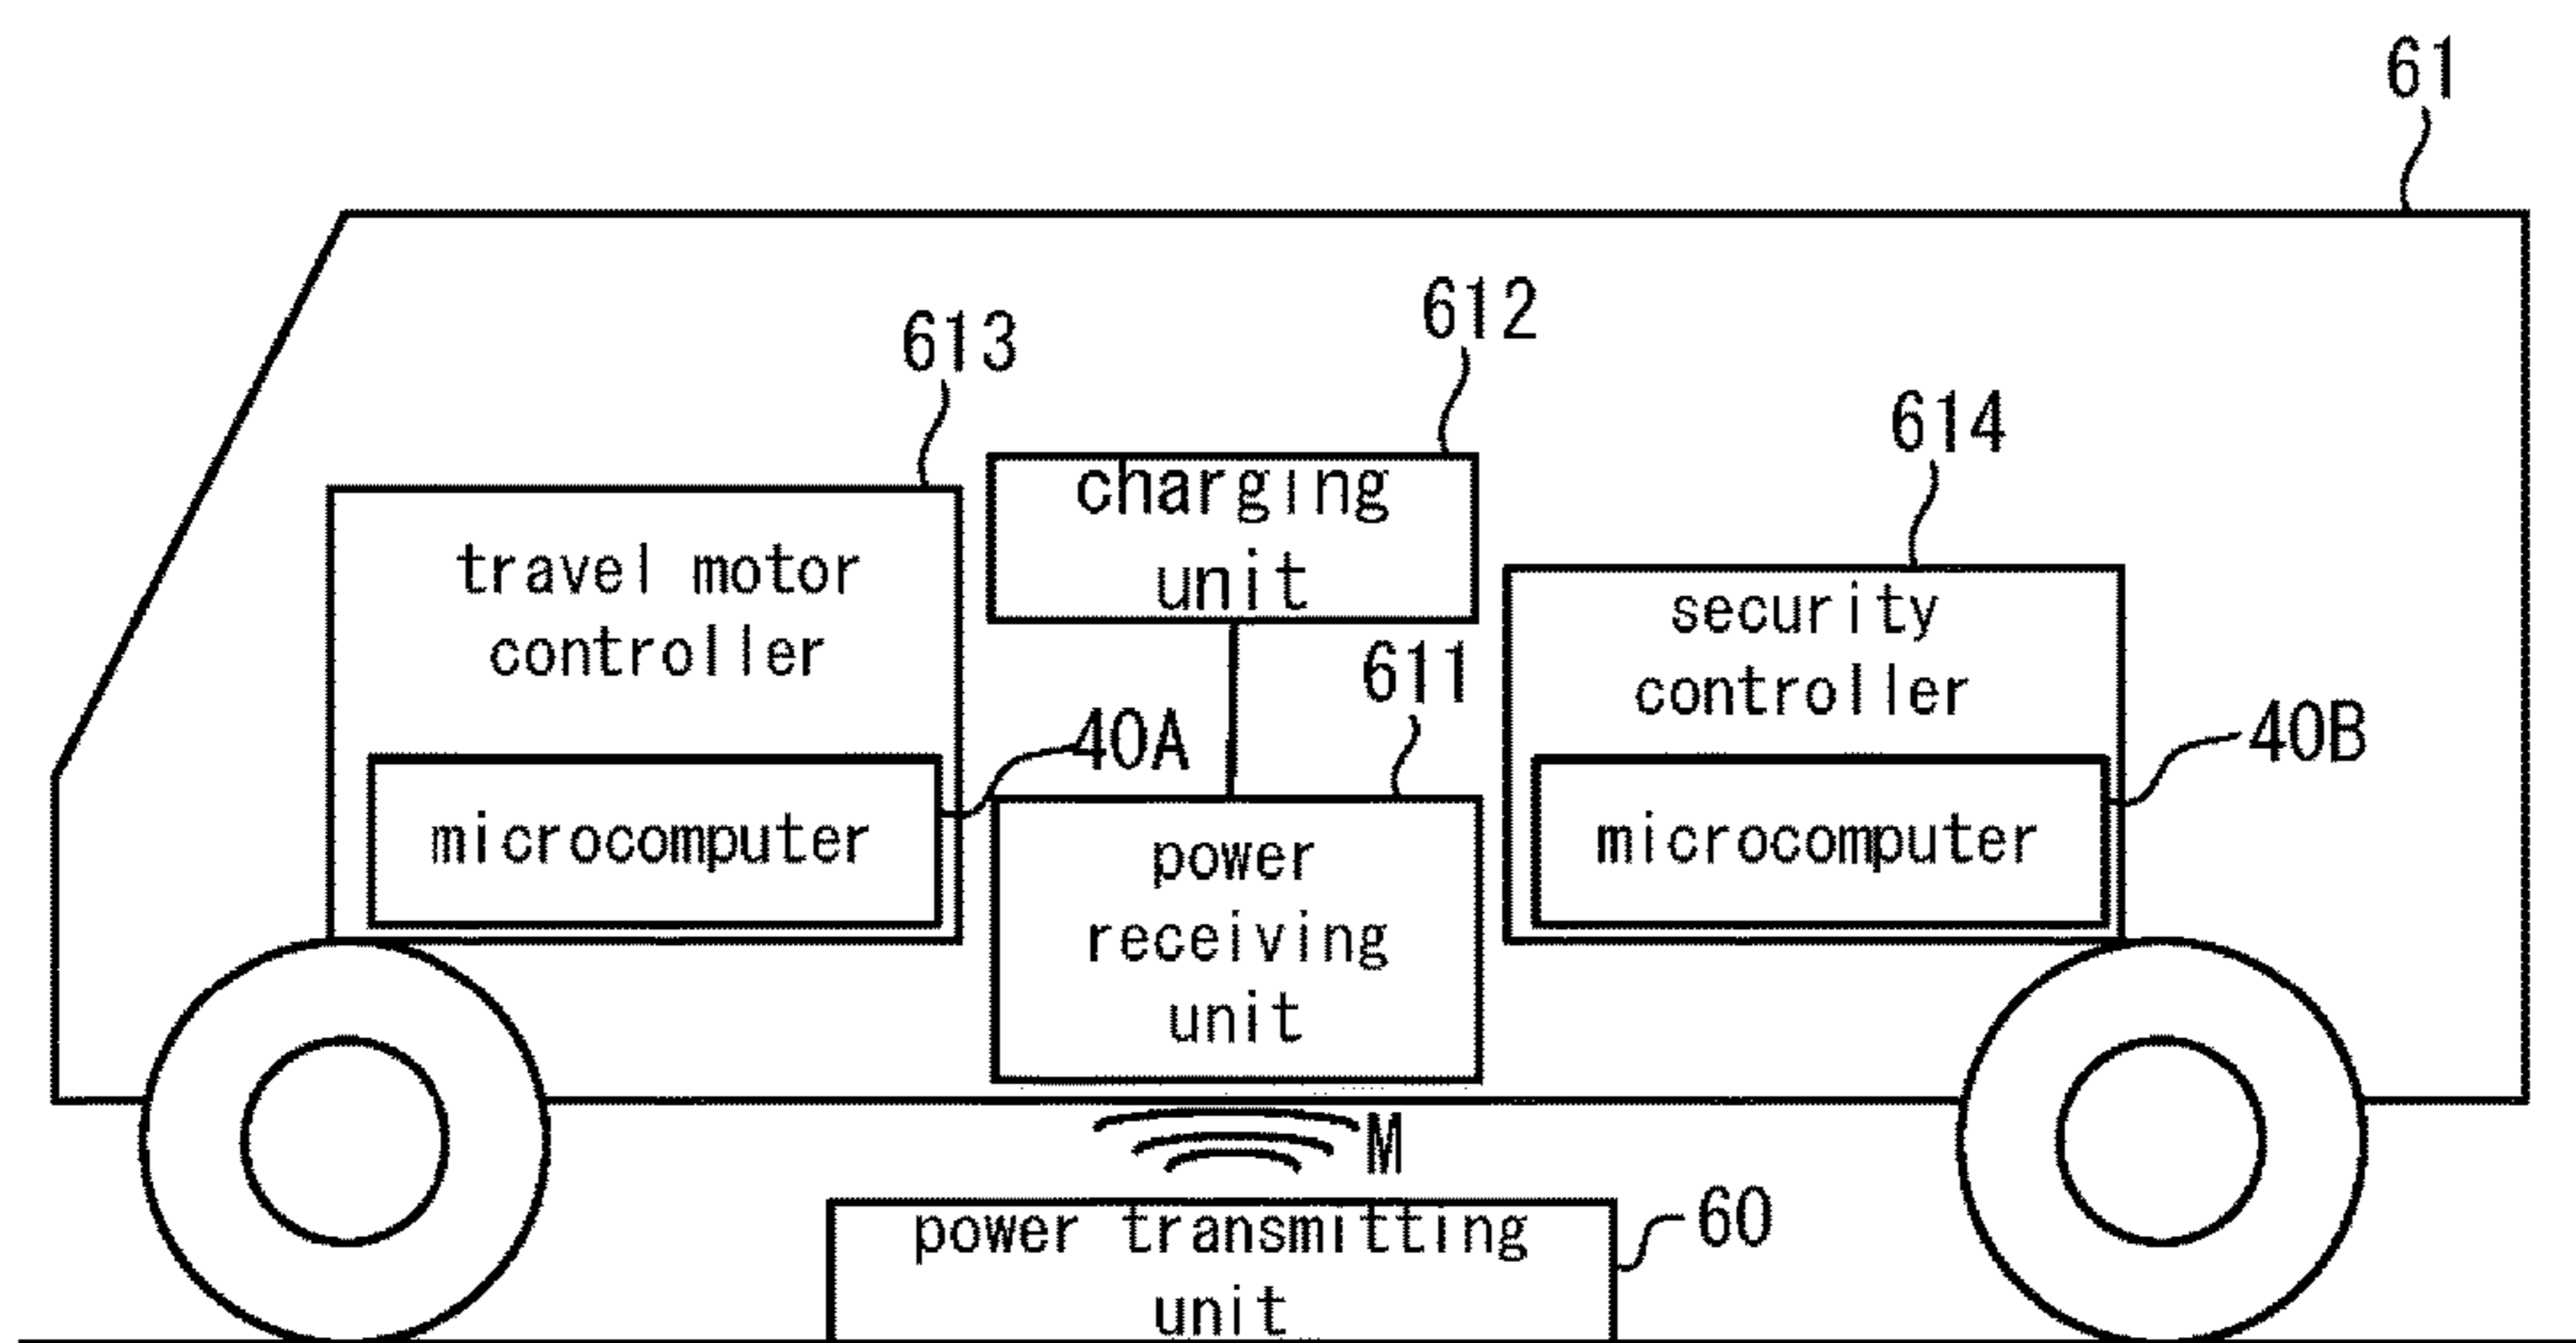 61
612
613
614
charging
unit
travel motor
controller
security
controller
611
40A
40B
microcomputer
microcomputer
power
receiving
unit
M
60
power transmitting
unit